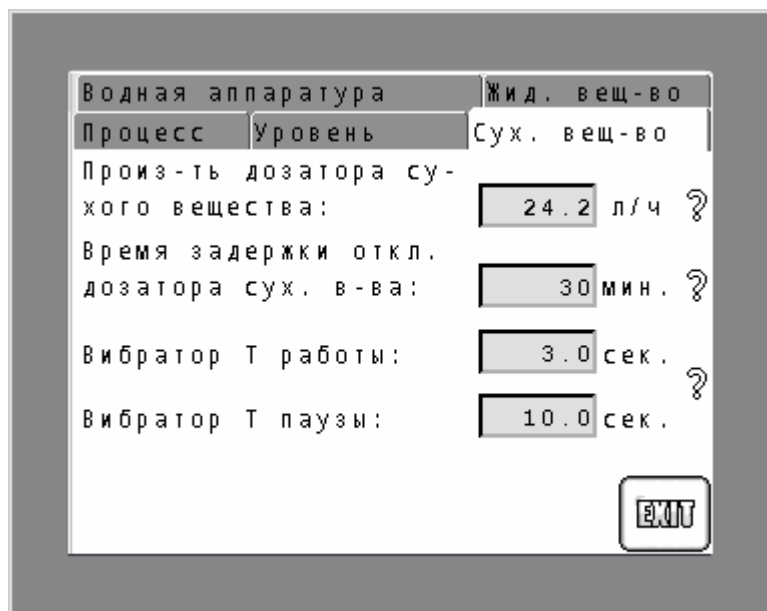 Водная аппаратура Жид. вещ-во
Процесс Уровень Сух. вещ-во
Произ-ть дозатора су-
хого вещества: 24.2 л/ч ?
Время задержки откл.
дозатора сух. в-ва: 30 мин. ?
Вибратор Т работы: 3.0 сек.
?
Вибратор Т паузы: 10.0 сек.
EXIT